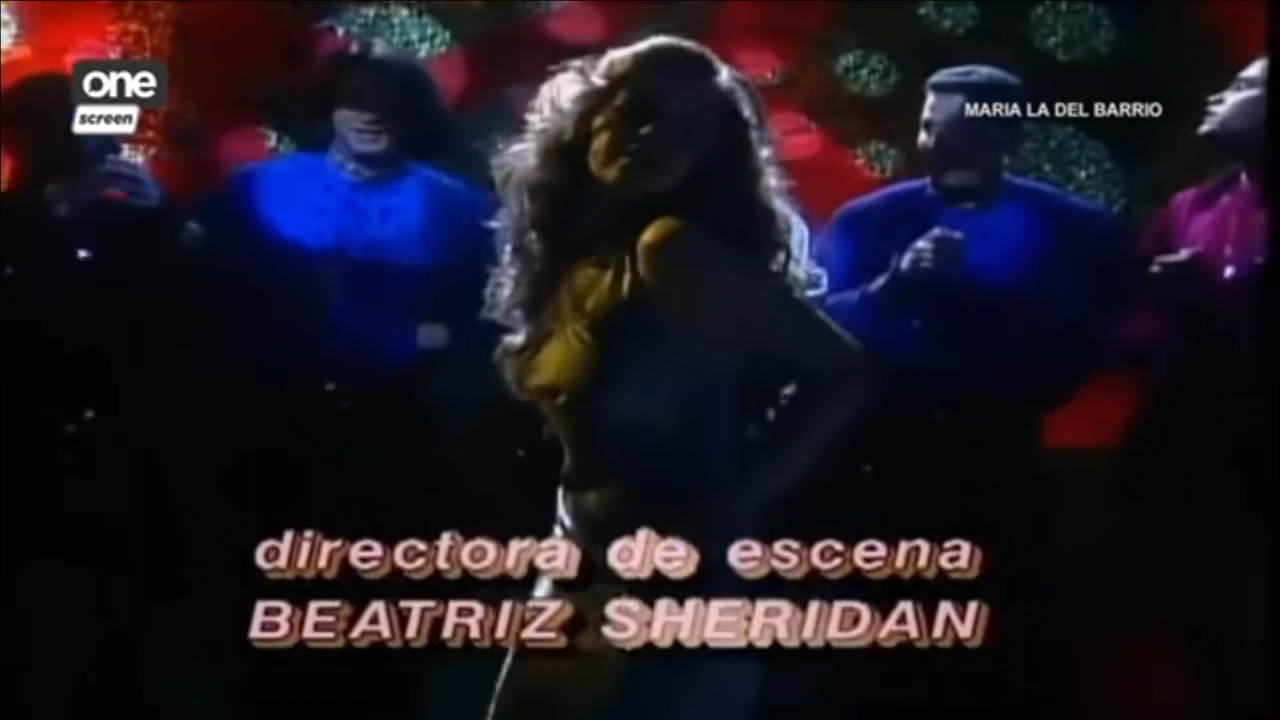 one
screen
MARIA LA DEL BARRIO
directora de escena
BEATRIZ SHERIDAN